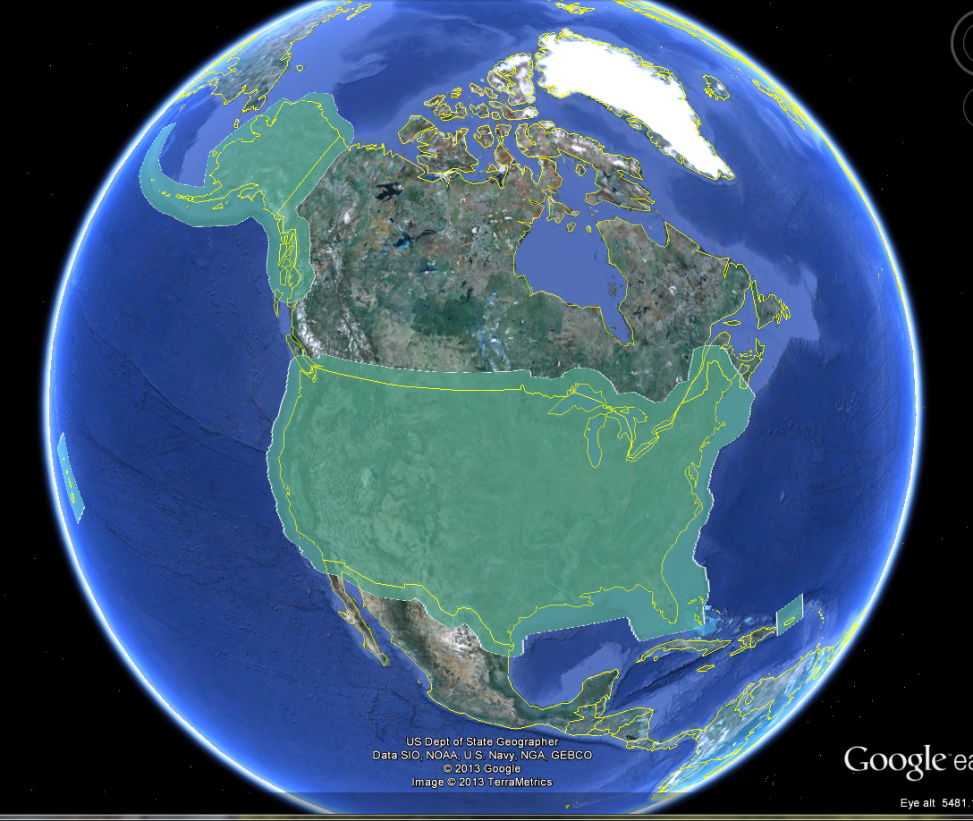 US Dept of State Geographer
Data SIO, NOAA, U.S. Navy, NGA, GEBCO
© 2013 Google
Image © 2013 TerraMetrics
Google ea
Eye alt 5481.